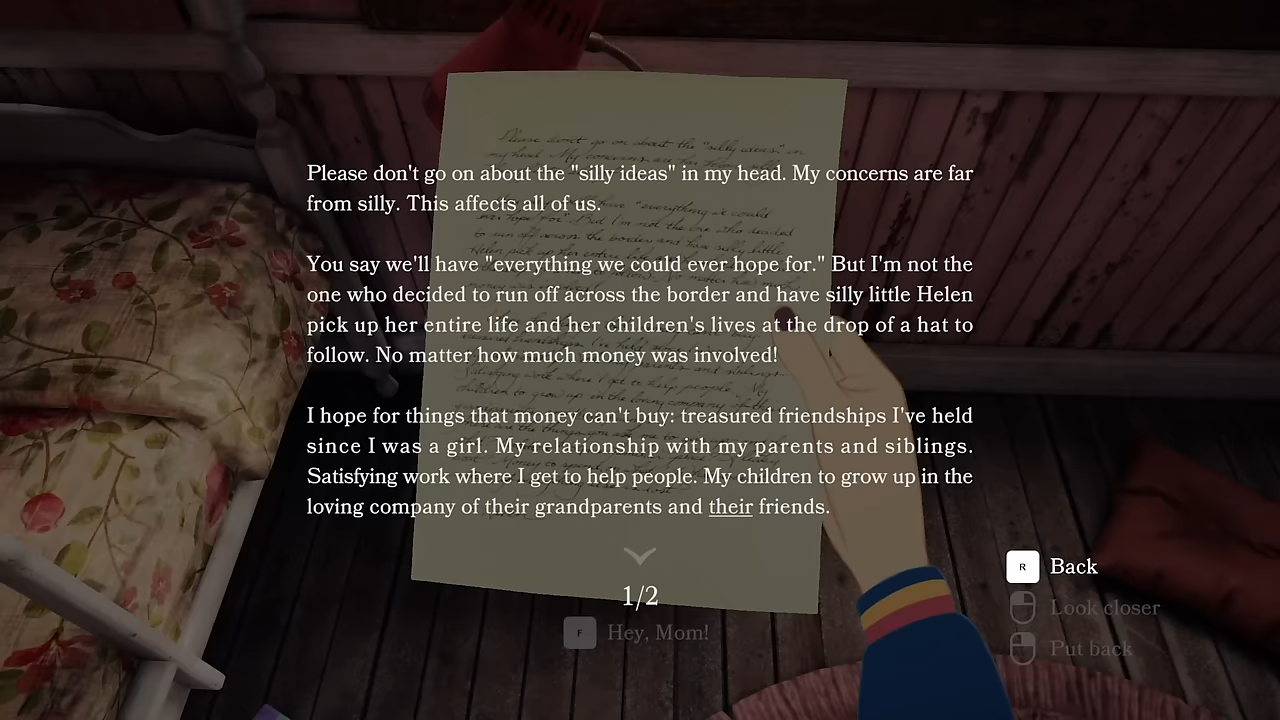 Please don't go on about the "silly ideas" in my head. My concerns are far
from silly. This affects all of us.
You say we'll have "everything we could ever hope for." But I'm not the
one who decided to run off across the border and have silly little Helen
pick up her entire life and her children's lives at the drop of a hat to
follow. No matter how much money was involved!
I hope for things that money can't buy: treasured friendships I've held
since I was a girl. My relationship with my parents and siblings.
Satisfying work where I get to help people. My children to grow up in the
loving company of their grandparents and their friends.
1/2
F Hey, Mom!
R Back
Look closer
Put back